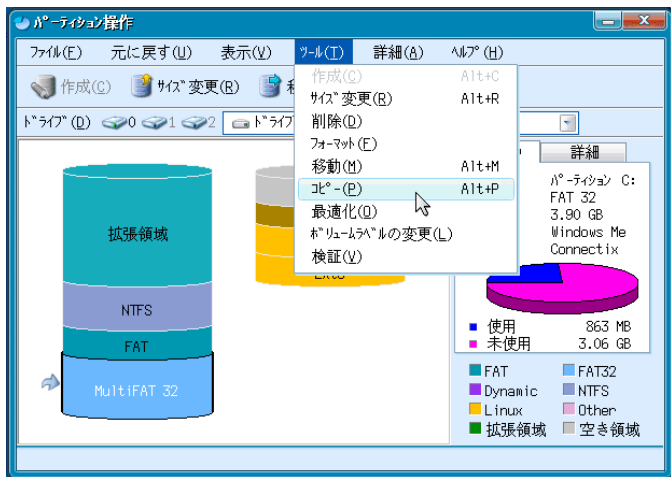 ﾊﾟｰﾃｨｼｮﾝ操作
ﾌｧｲﾙ(F) 元に戻す(U) 表示(V) ﾂｰﾙ(T) 詳細(A) ﾍﾙﾌﾟ(H)
作成(C) ｻｲｽﾞ変更(R)
作成(C) Alt+C
ｻｲｽﾞ変更(R) Alt+R
削除(D)
ﾌｫｰﾏｯﾄ(F)
移動(M) Alt+M
ｺﾋﾟｰ(P) Alt+P
最適化(O)
ﾎﾞﾘｭｰﾑﾗﾍﾞﾙの変更(L)
検証(V)
ﾄﾞﾗｲﾌﾞ(D) 0 1 2
拡張領域
NTFS
FAT
MultiFAT 32
詳細
ﾊﾟｰﾃｨｼｮﾝ C:
FAT 32
3.90 GB
Windows Me
Connectix
使用 863 MB
未使用 3.06 GB
FAT FAT32
Dynamic NTFS
Linux Other
拡張領域 空き領域